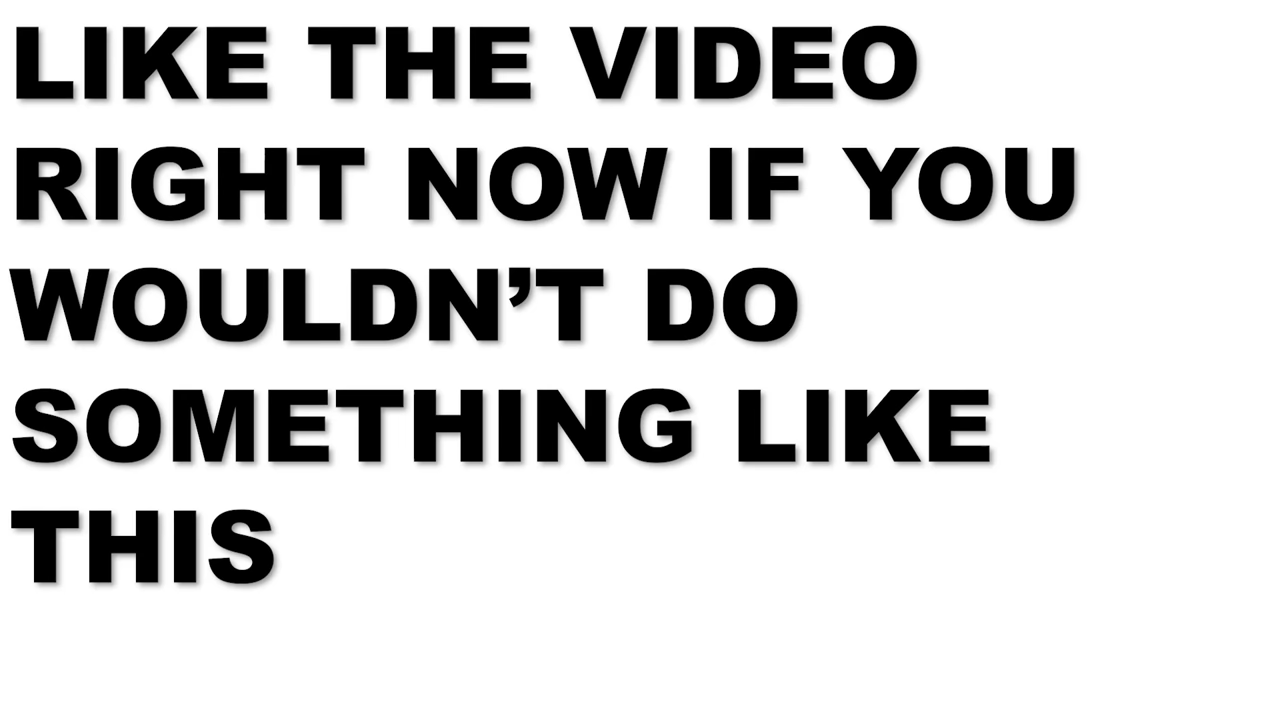 LIKE THE VIDEO
RIGHT NOW IF YOU
WOULDN’T DO
SOMETHING LIKE
THIS